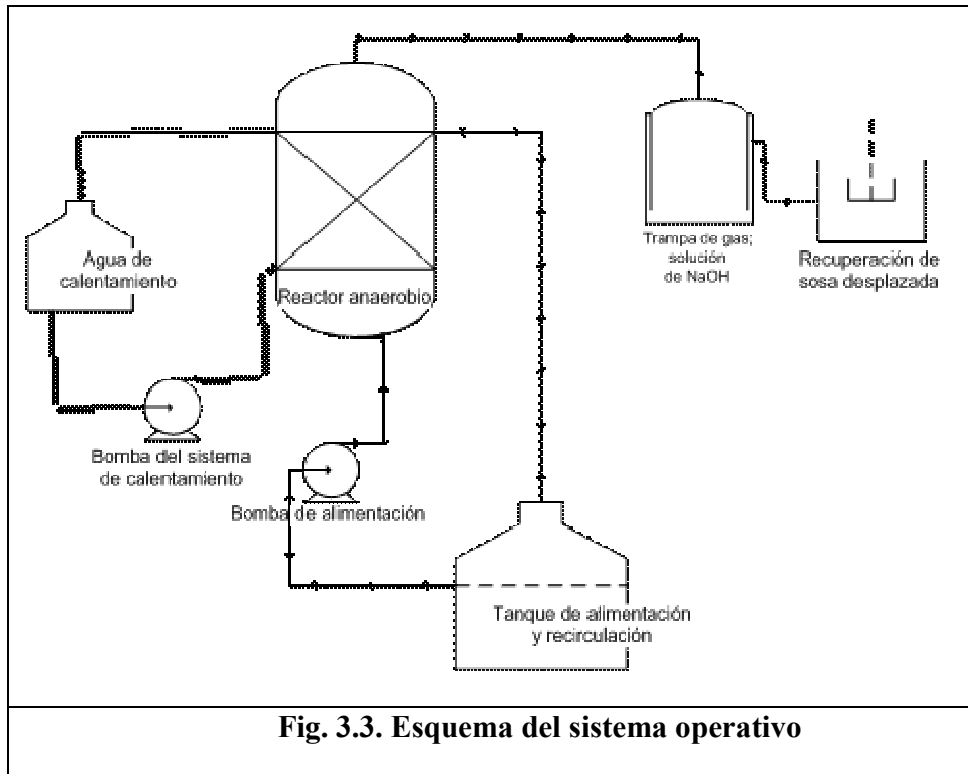 Agua de
calentamiento
Reactor anaerobio
Trampa de gas;
solución
de NaOH
Recuperación de
sosa desplazada
Bomba del sistema
de calentamiento
Bomba de alimentación
Tanque de alimentación
y recirculación
Fig. 3.3. Esquema del sistema operativo